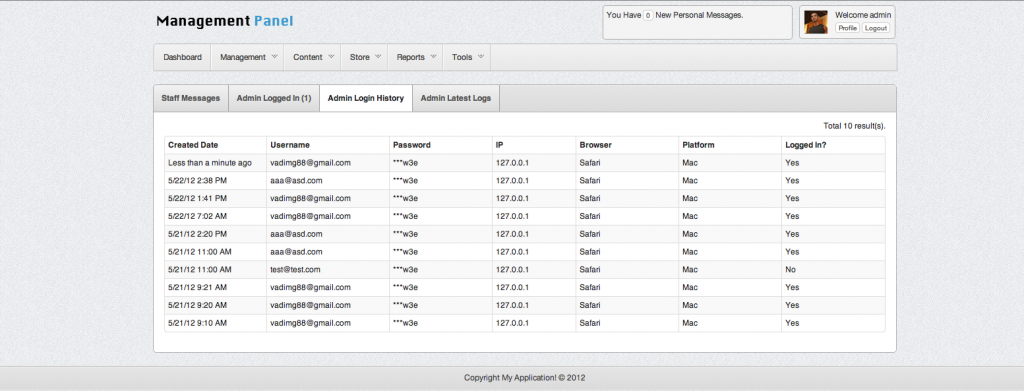 Management Panel
You Have 0 New Personal Messages.
Welcome admin
Profile Logout
Dashboard Management Content Store Reports Tools
Staff Messages Admin Logged In (1) Admin Login History Admin Latest Logs
Total 10 result(s).
Created Date Username Password IP Browser Platform Logged In?
Less than a minute ago vadimg88@gmail.com ***w3e 127.0.0.1 Safari Mac Yes
5/22/12 2:38 PM aaa@asd.com ***w3e 127.0.0.1 Safari Mac Yes
5/22/12 1:41 PM vadimg88@gmail.com ***w3e 127.0.0.1 Safari Mac Yes
5/22/12 7:02 AM vadimg88@gmail.com ***w3e 127.0.0.1 Safari Mac Yes
5/21/12 2:20 PM aaa@asd.com ***w3e 127.0.0.1 Safari Mac Yes
5/21/12 11:00 AM aaa@asd.com ***w3e 127.0.0.1 Safari Mac Yes
5/21/12 11:00 AM test@test.com ***w3e 127.0.0.1 Safari Mac No
5/21/12 9:21 AM vadimg88@gmail.com ***w3e 127.0.0.1 Safari Mac Yes
5/21/12 9:20 AM vadimg88@gmail.com ***w3e 127.0.0.1 Safari Mac Yes
5/21/12 9:10 AM vadimg88@gmail.com ***w3e 127.0.0.1 Safari Mac Yes
Copyright My Application! © 2012